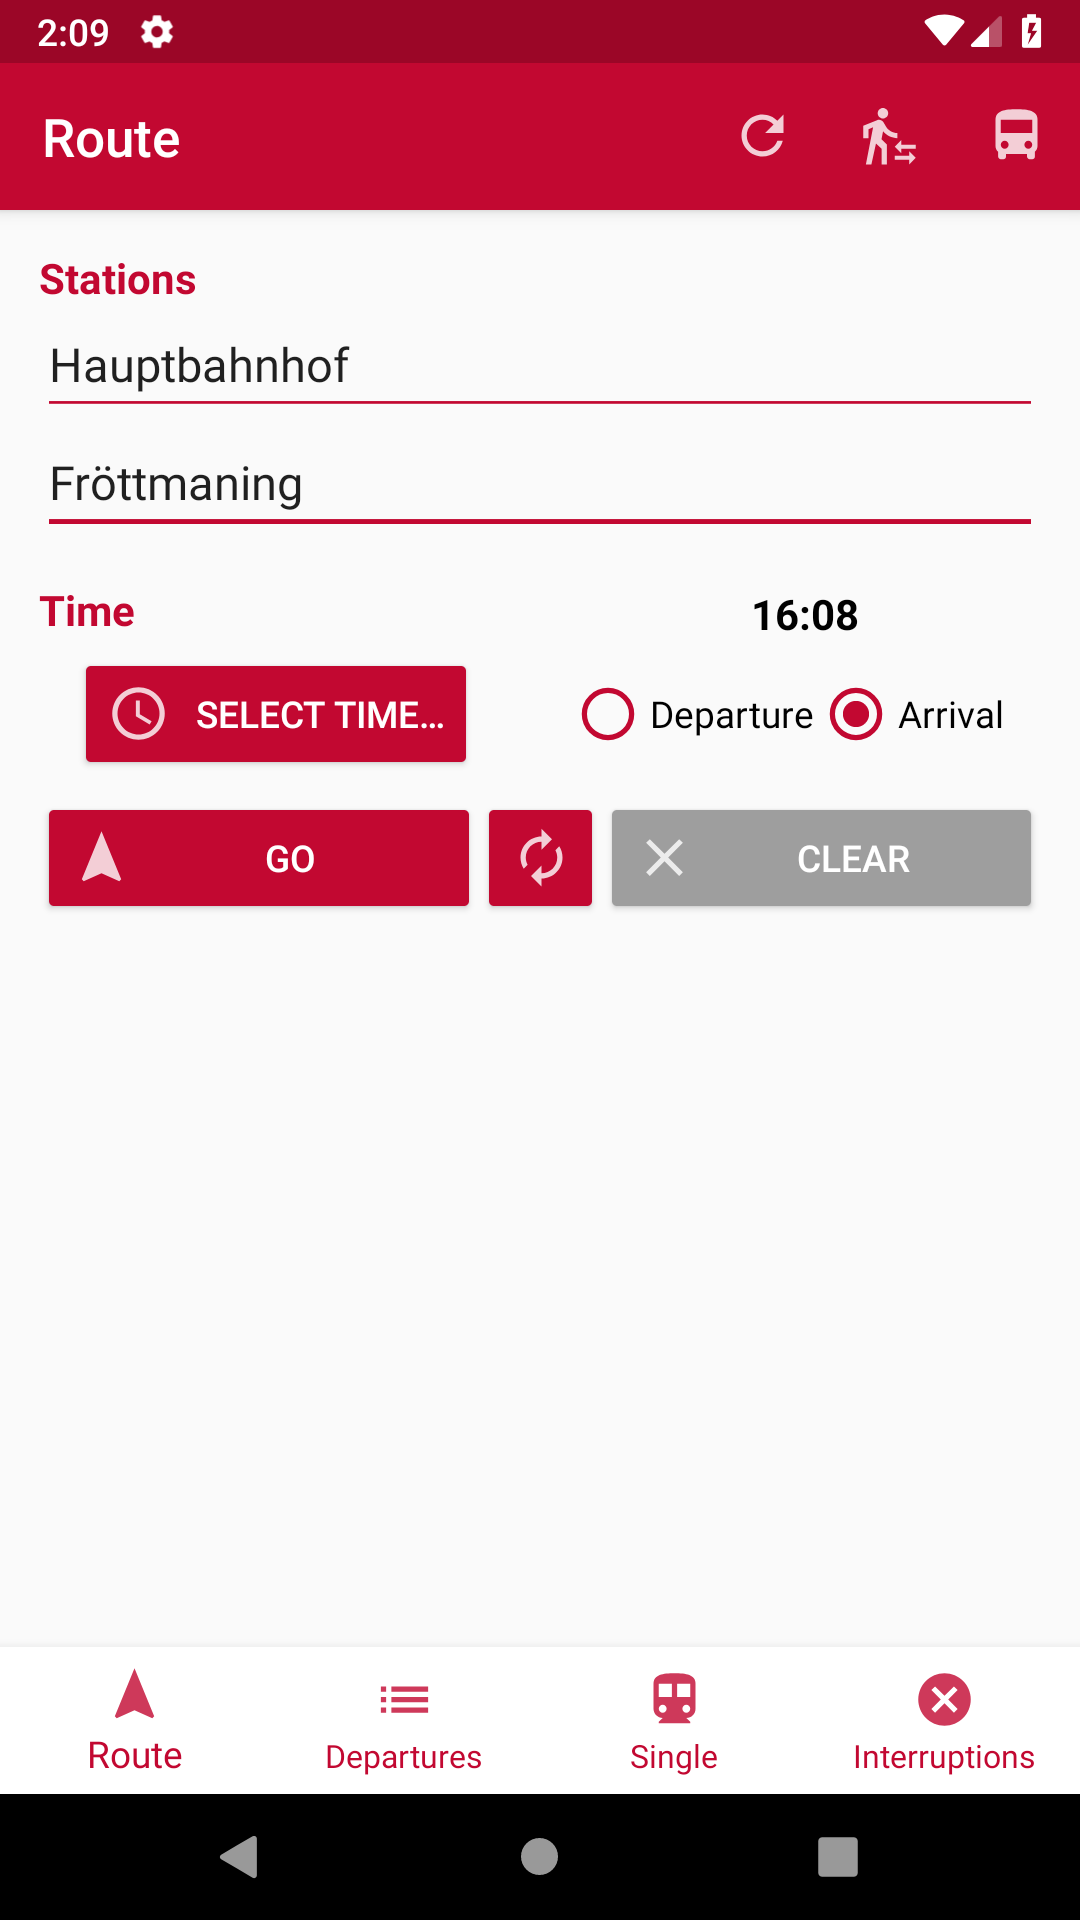 2:09
Route
Stations
Hauptbahnhof
Fröttmaning
Time
16:08
SELECT TIME...
Departure
Arrival
GO
CLEAR
Route
Departures
Single
Interruptions